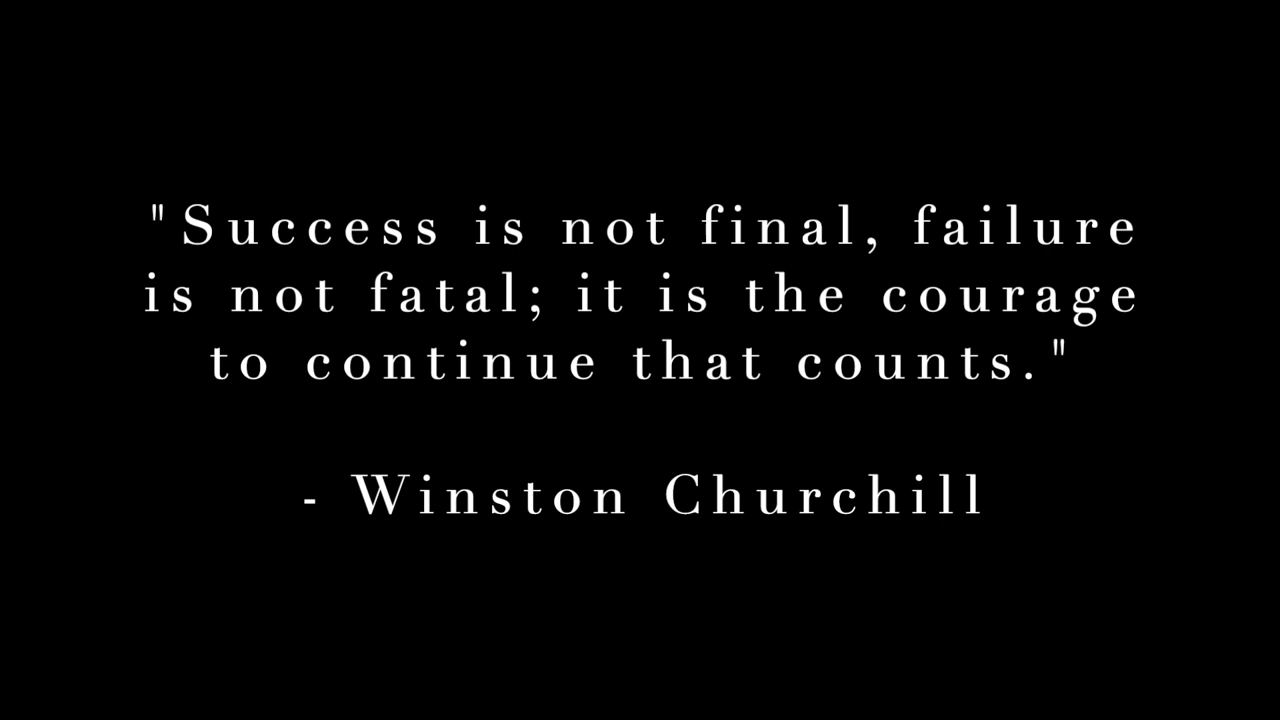 "Success is not final, failure
is not fatal; it is the courage
to continue that counts."
- Winston Churchill